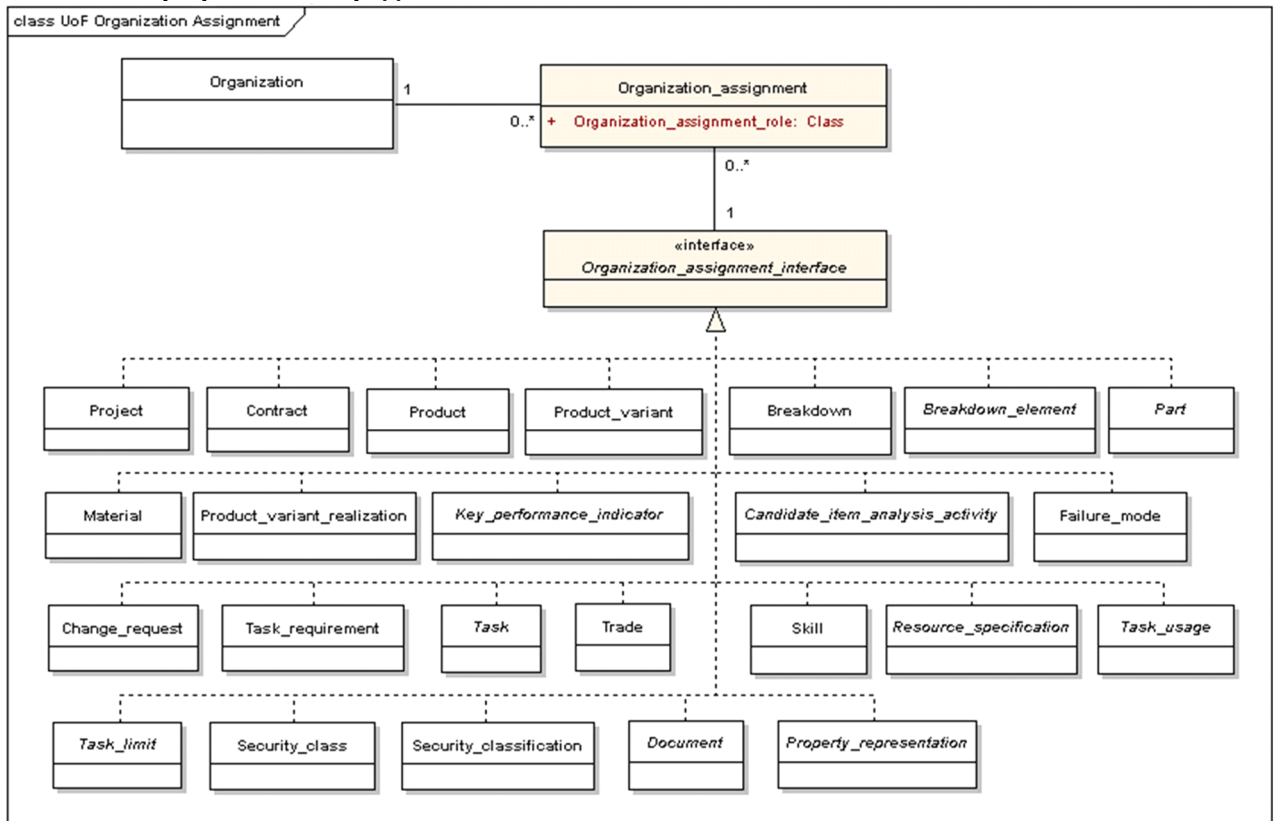 class UoF Organization Assignment
Organization
1
0..*
Organization_assignment
+ Organization_assignment_role: Class
0..*
1
«interface»
Organization_assignment_interface
Project
Contract
Product
Product_variant
Breakdown
Breakdown_element
Part
Material
Product_variant_realization
Key_performance_indicator
Candidate_item_analysis_activity
Failure_mode
Change_request
Task_requirement
Task
Trade
Skill
Resource_specification
Task_usage
Task_limit
Security_class
Security_classification
Document
Property_representation